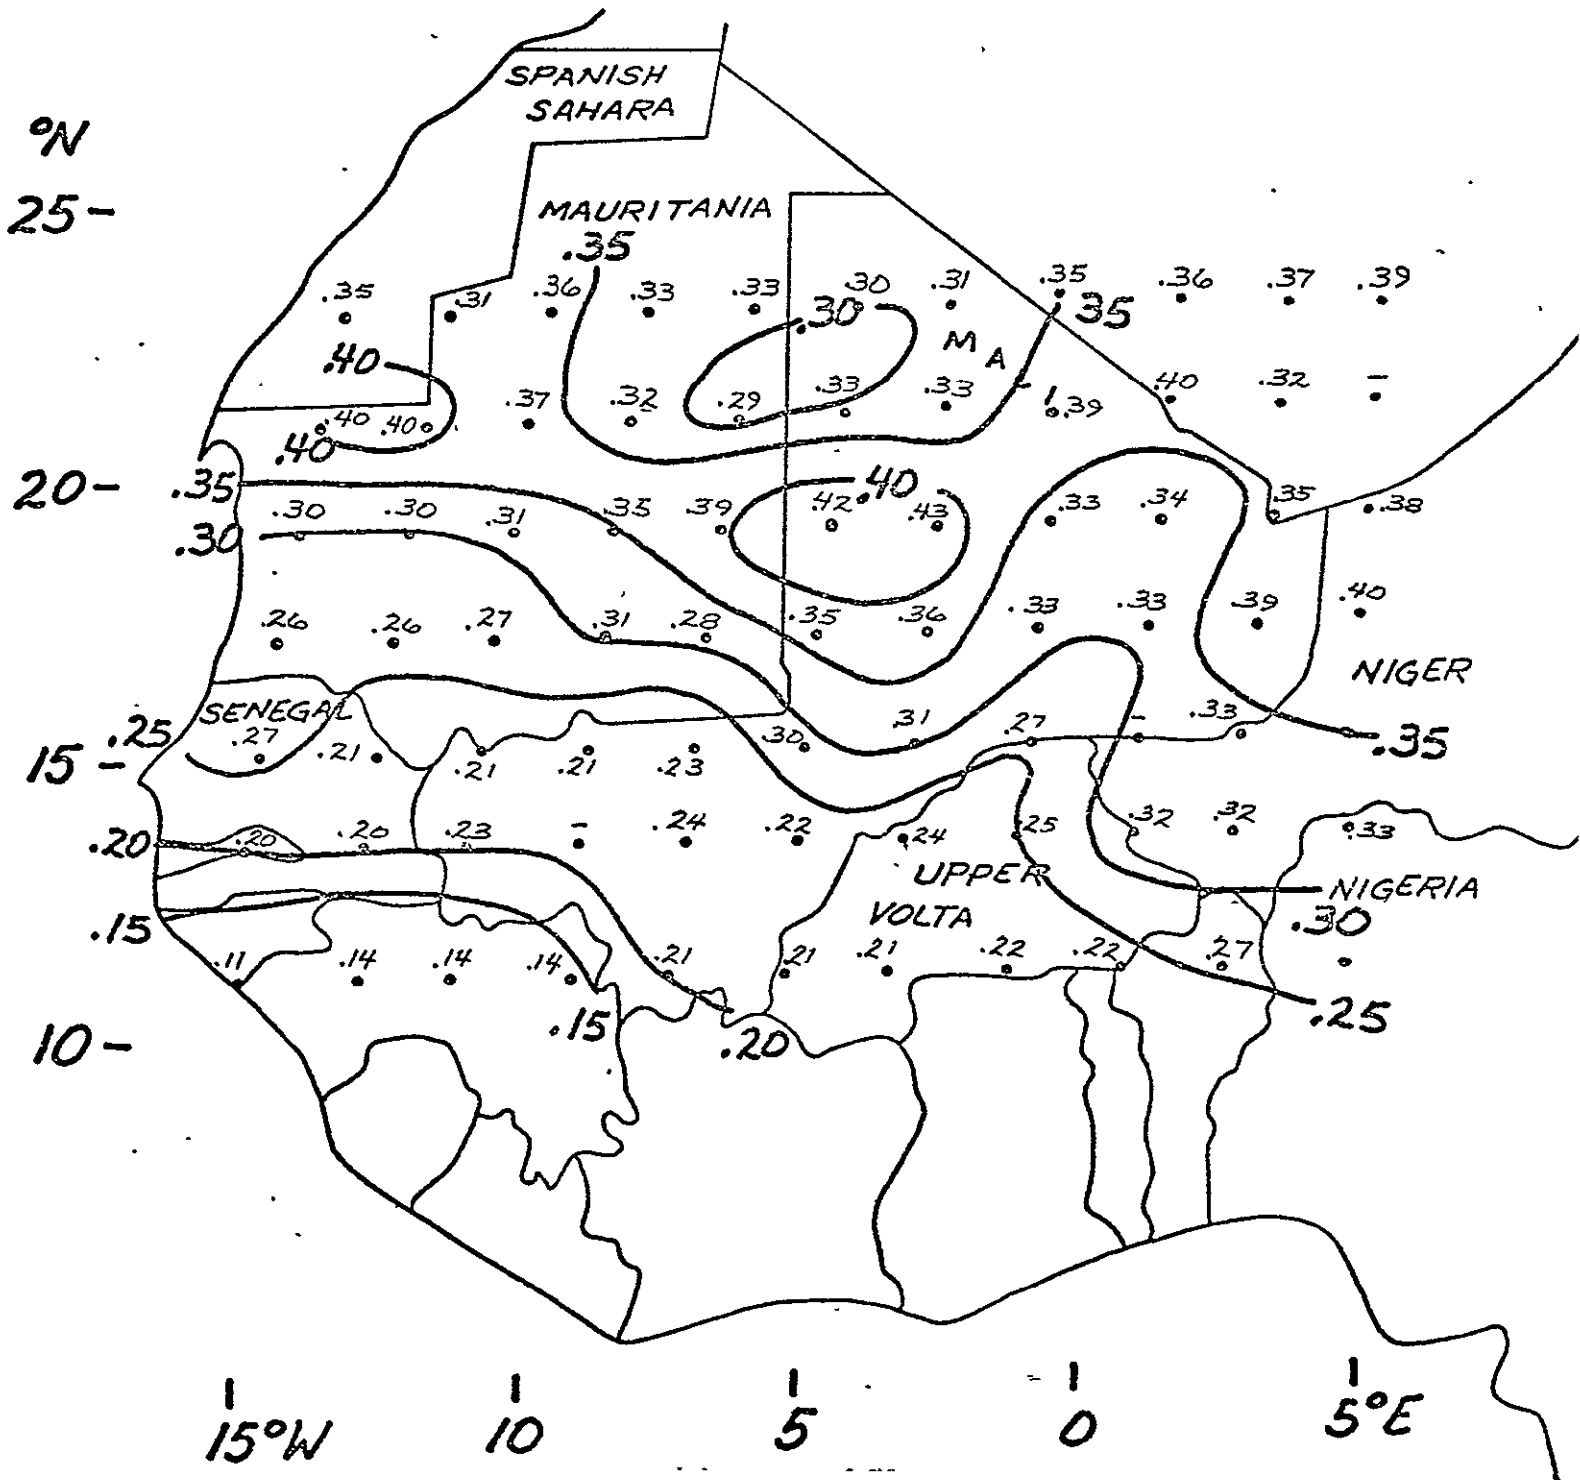 SPANISH
SAHARA
°N
25-
MAURITANIA
.35
.35 .31 .36 .33 .33 .30 .31 .35 .36 .37 .39
.30 .35
M A L I
.40
.40 .40 .37 .32 .29 .33 .33 .39 .40 .32 -
.40
20- .35 .40
.30 .30 .31 .35 .39 .42 .43 .33 .34 .35 .38
.30
.26 .26 .27 .31 .28 .35 .36 .33 .33 .39 .40
NIGER
SENEGAL
.25 .27 .21 .21 .21 .23 .30 .31 .27 - .33
15- .35
.20 .20 .20 .23 - .24 .22 .24 .25 .32 .32 .33
UPPER
VOLTA
NIGERIA
.30
.15
.11 .14 .14 .14 .21 .21 .21 .22 .22 .27
.15 .20 .25
10-
15°W 10 5 0 5°E